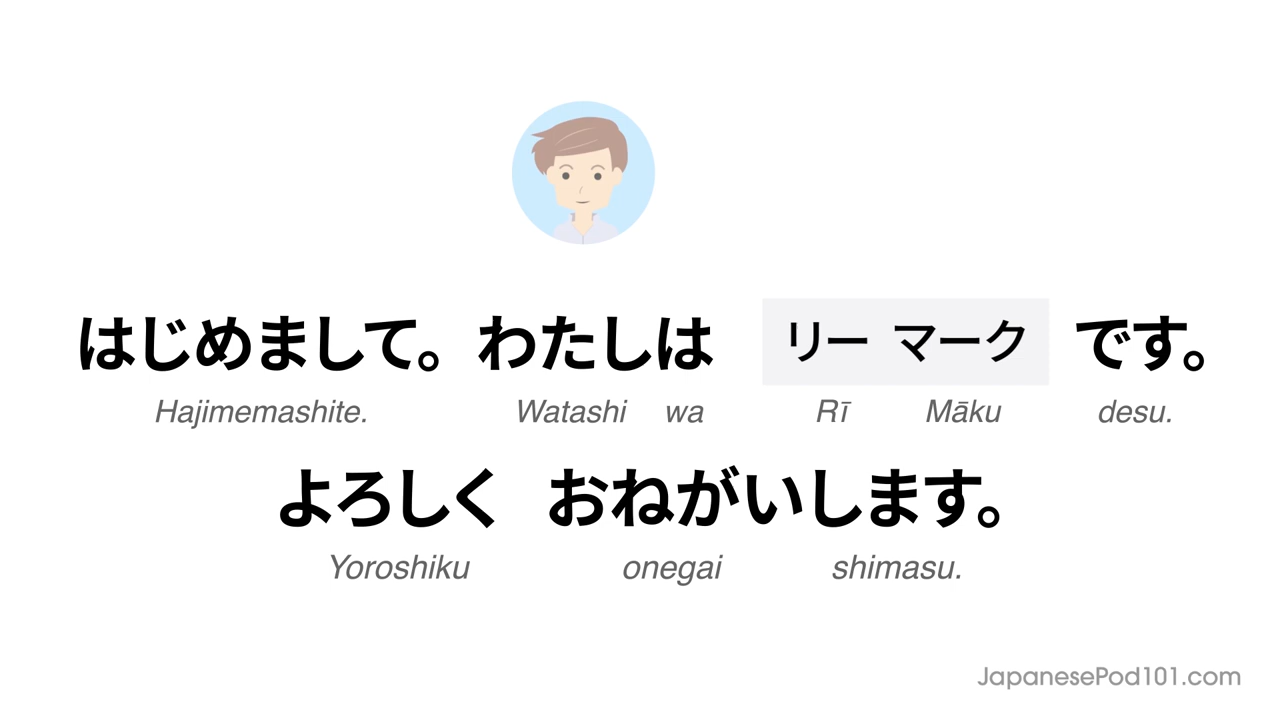 はじめまして。 わたしは リー マーク です。
Hajimemashite. Watashi wa Rī Māku desu.
よろしく おねがいします。
Yoroshiku onegai shimasu.
JapanesePod101.com